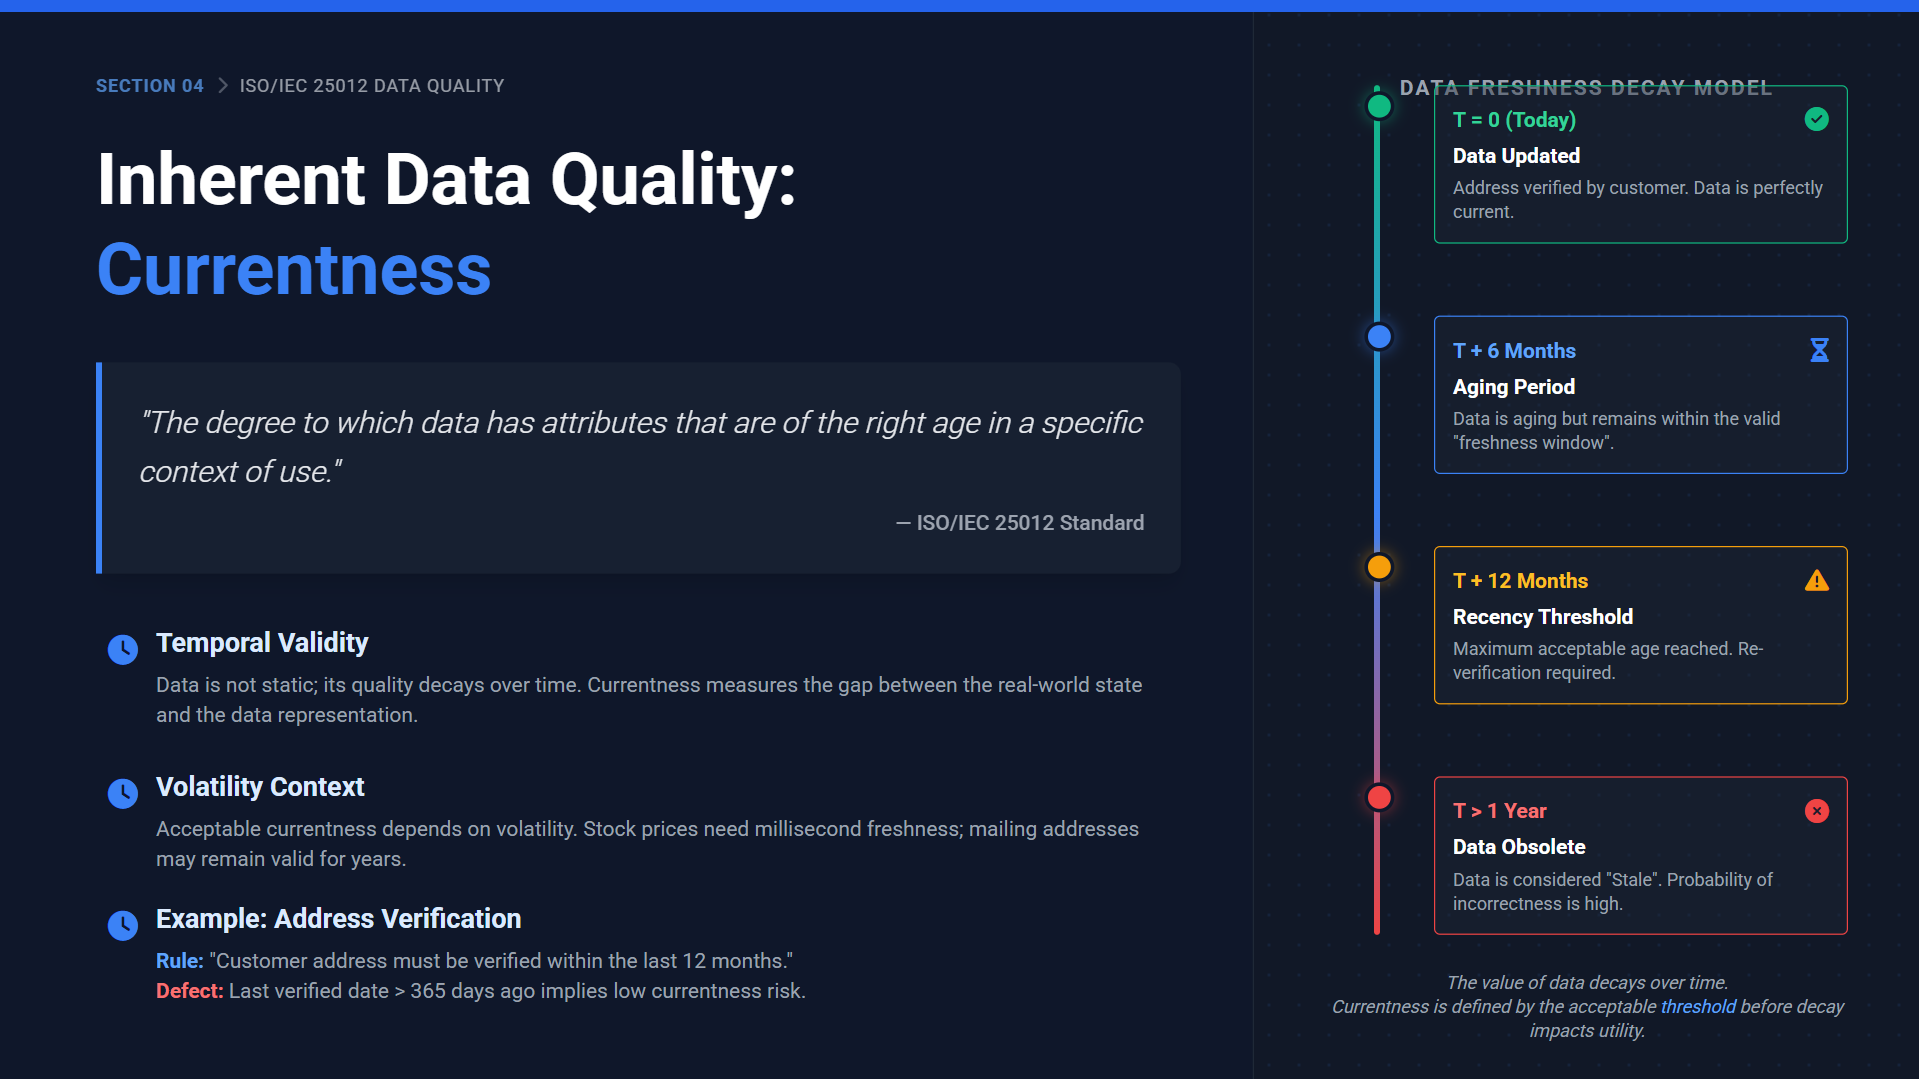 SECTION 04 > ISO/IEC 25012 DATA QUALITY
Inherent Data Quality:
Currentness
"The degree to which data has attributes that are of the right age in a specific
context of use."
— ISO/IEC 25012 Standard
Temporal Validity
Data is not static; its quality decays over time. Currentness measures the gap between the real-world state
and the data representation.
Volatility Context
Acceptable currentness depends on volatility. Stock prices need millisecond freshness; mailing addresses
may remain valid for years.
Example: Address Verification
Rule: "Customer address must be verified within the last 12 months."
Defect: Last verified date > 365 days ago implies low currentness risk.
DATA FRESHNESS DECAY MODEL
T = 0 (Today)
Data Updated
Address verified by customer. Data is perfectly
current.
T + 6 Months
Aging Period
Data is aging but remains within the valid
"freshness window".
T + 12 Months
Recency Threshold
Maximum acceptable age reached. Re-
verification required.
T > 1 Year
Data Obsolete
Data is considered "Stale". Probability of
incorrectness is high.
The value of data decays over time.
Currentness is defined by the acceptable threshold before decay
impacts utility.